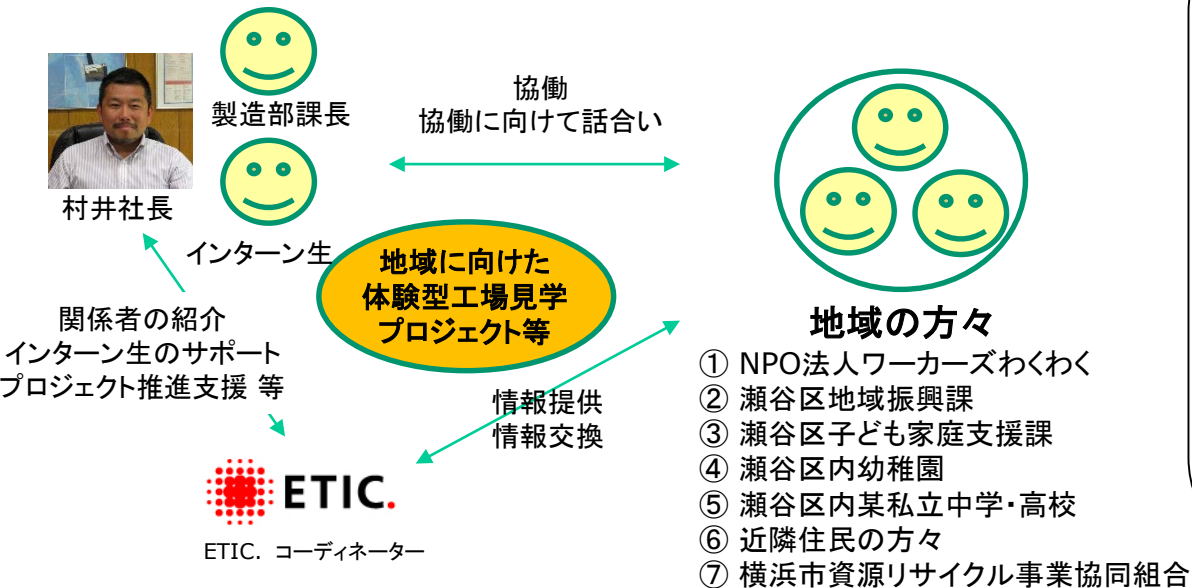 製造部課長
村井社長
インターン生
協働
協働に向けて話合い
地域に向けた
体験型工場見学
プロジェクト等
関係者の紹介
インターン生のサポート
プロジェクト推進支援 等
情報提供
情報交換
ETIC.
ETIC. コーディネーター
地域の方々
① NPO法人ワーカーズわくわく
② 瀬谷区地域振興課
③ 瀬谷区子ども家庭支援課
④ 瀬谷区内幼稚園
⑤ 瀬谷区内某私立中学・高校
⑥ 近隣住民の方々
⑦ 横浜市資源リサイクル事業協同組合